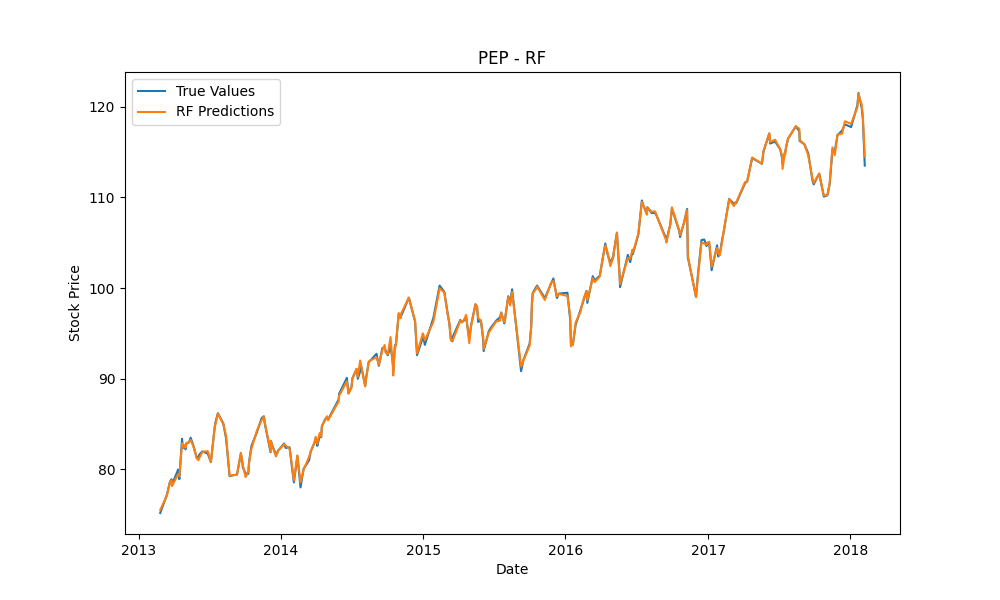 PEP - RF
True Values
RF Predictions
120
110
100
90
80
Stock Price
2013 2014 2015 2016 2017 2018
Date